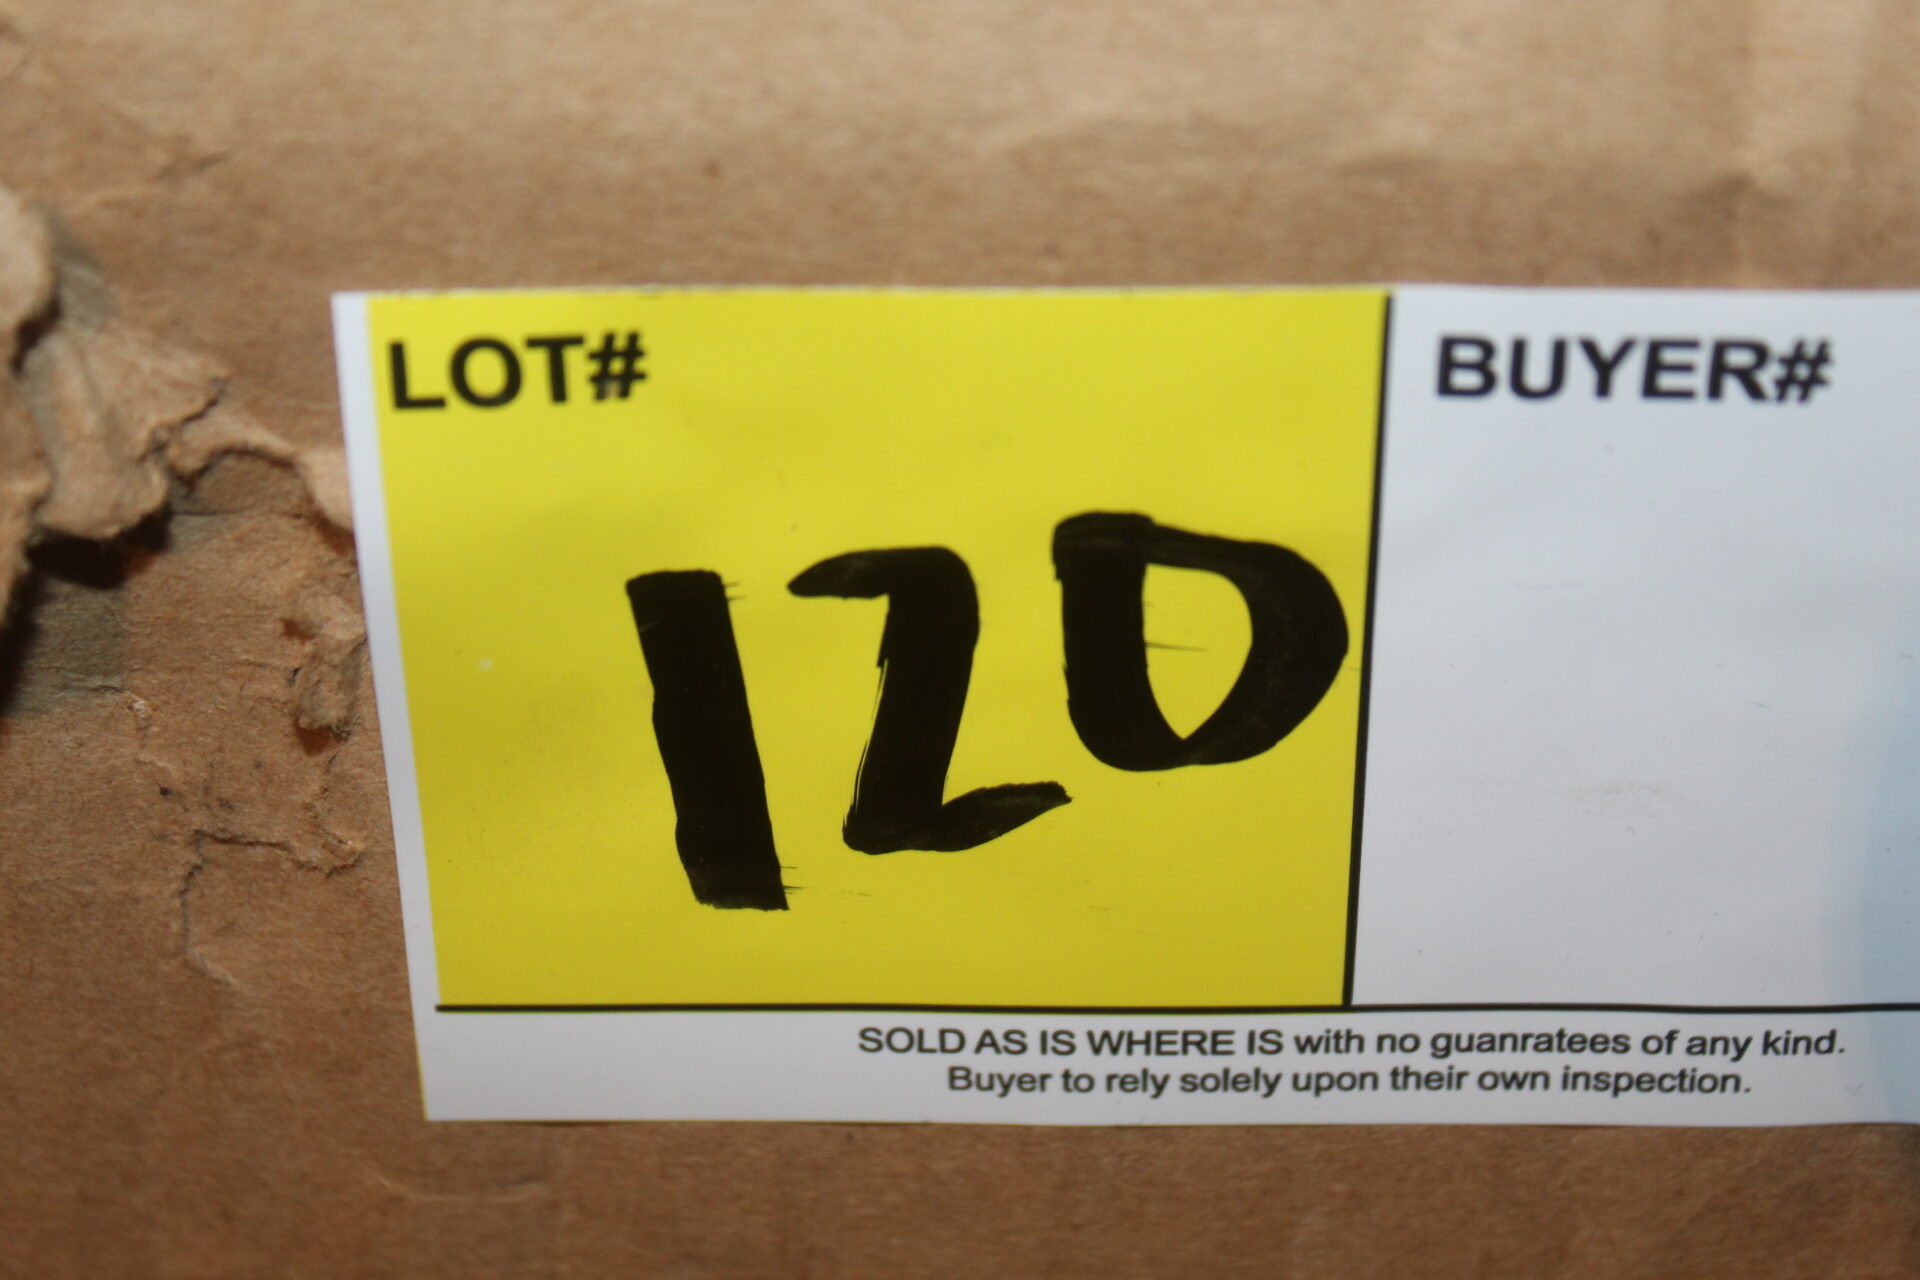 LOT# BUYER#
120
SOLD AS IS WHERE IS with no guanratees of any kind.
Buyer to rely solely upon their own inspection.